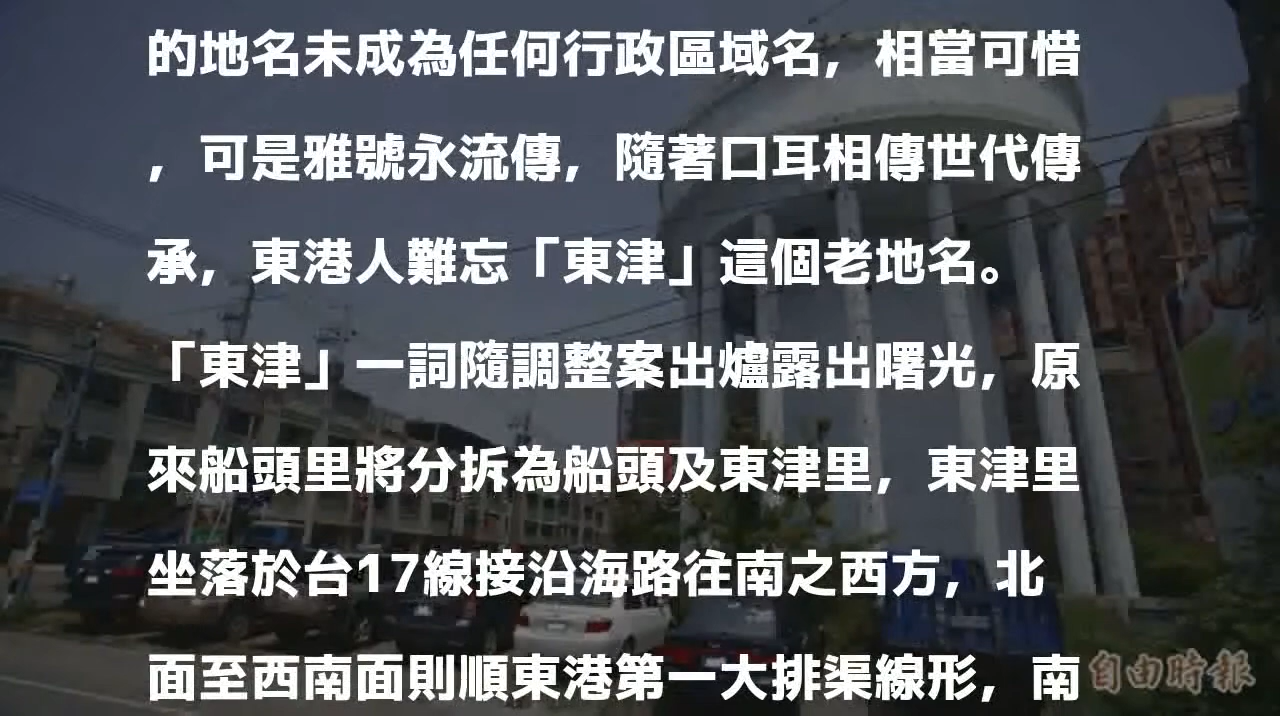 的地名未成為任何行政區域名，相當可惜
，可是雅號永流傳，隨著口耳相傳世代傳
承，東港人難忘「東津」這個老地名。
「東津」一詞隨調整案出爐露出曙光，原
來船頭里將分拆為船頭及東津里，東津里
坐落於台17線接沿海路往南之西方，北
面至西南面則順東港第一大排渠線形，南
自由時報